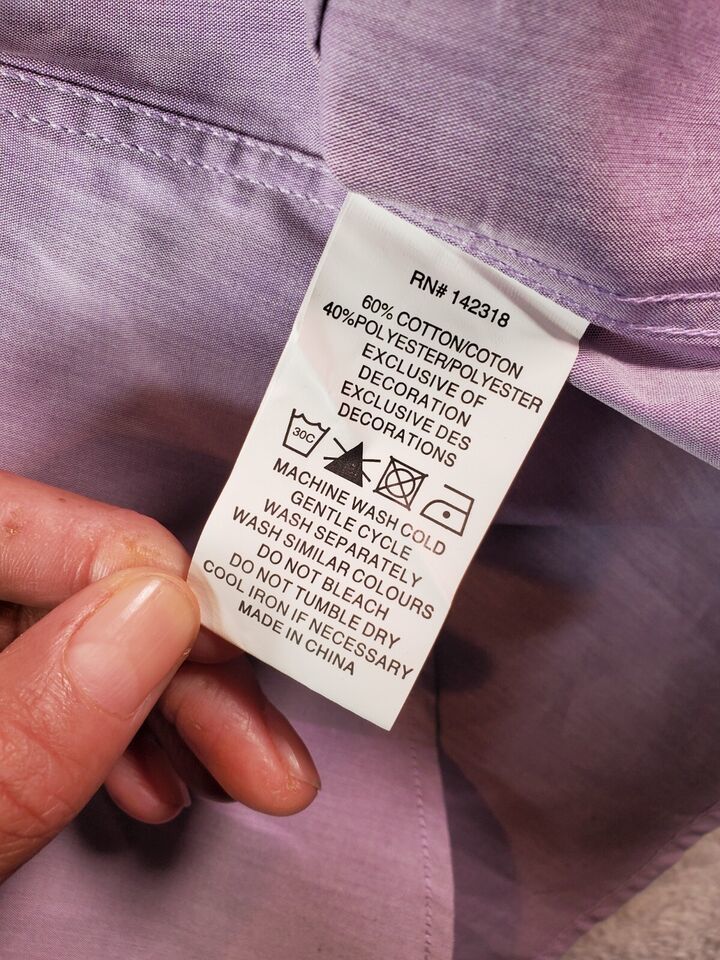 RN# 142318
60% COTTON/COTON
40%POLYESTER/POLYESTER
EXCLUSIVE OF
DECORATION
EXCLUSIVE DES
DECORATIONS
30C
MACHINE WASH COLD
GENTLE CYCLE
WASH SEPARATELY
WASH SIMILAR COLOURS
DO NOT BLEACH
DO NOT TUMBLE DRY
COOL IRON IF NECESSARY
MADE IN CHINA